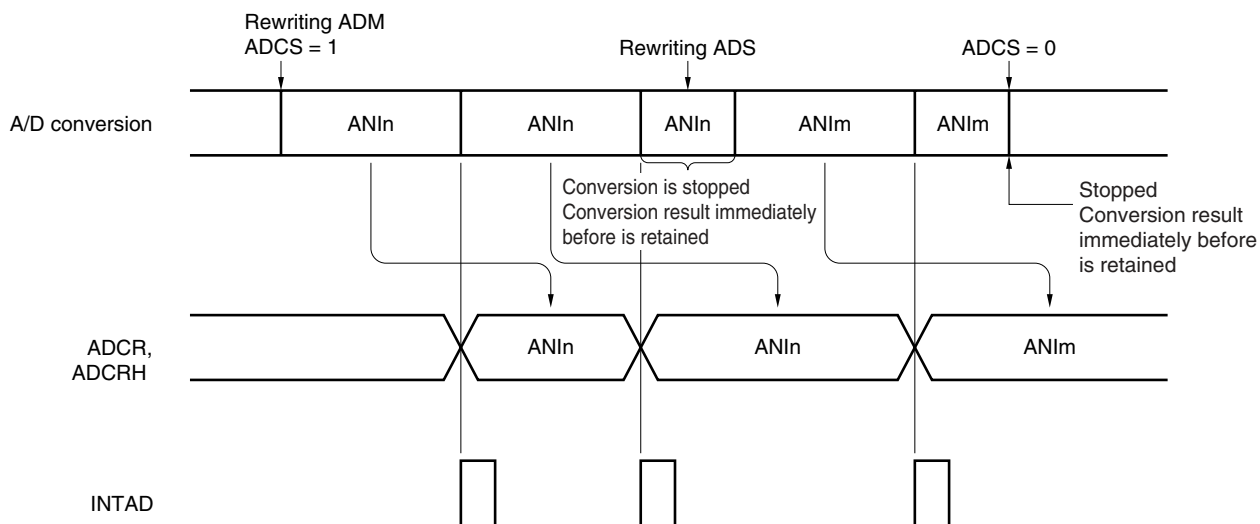 Rewriting ADM
ADCS = 1
Rewriting ADS
ADCS = 0
A/D conversion
ANIn
ANIn
ANIn
ANIm
ANIm
Conversion is stopped
Conversion result immediately
before is retained
Stopped
Conversion result
immediately before
is retained
ADCR,
ADCRH
ANIn
ANIn
ANIm
INTAD